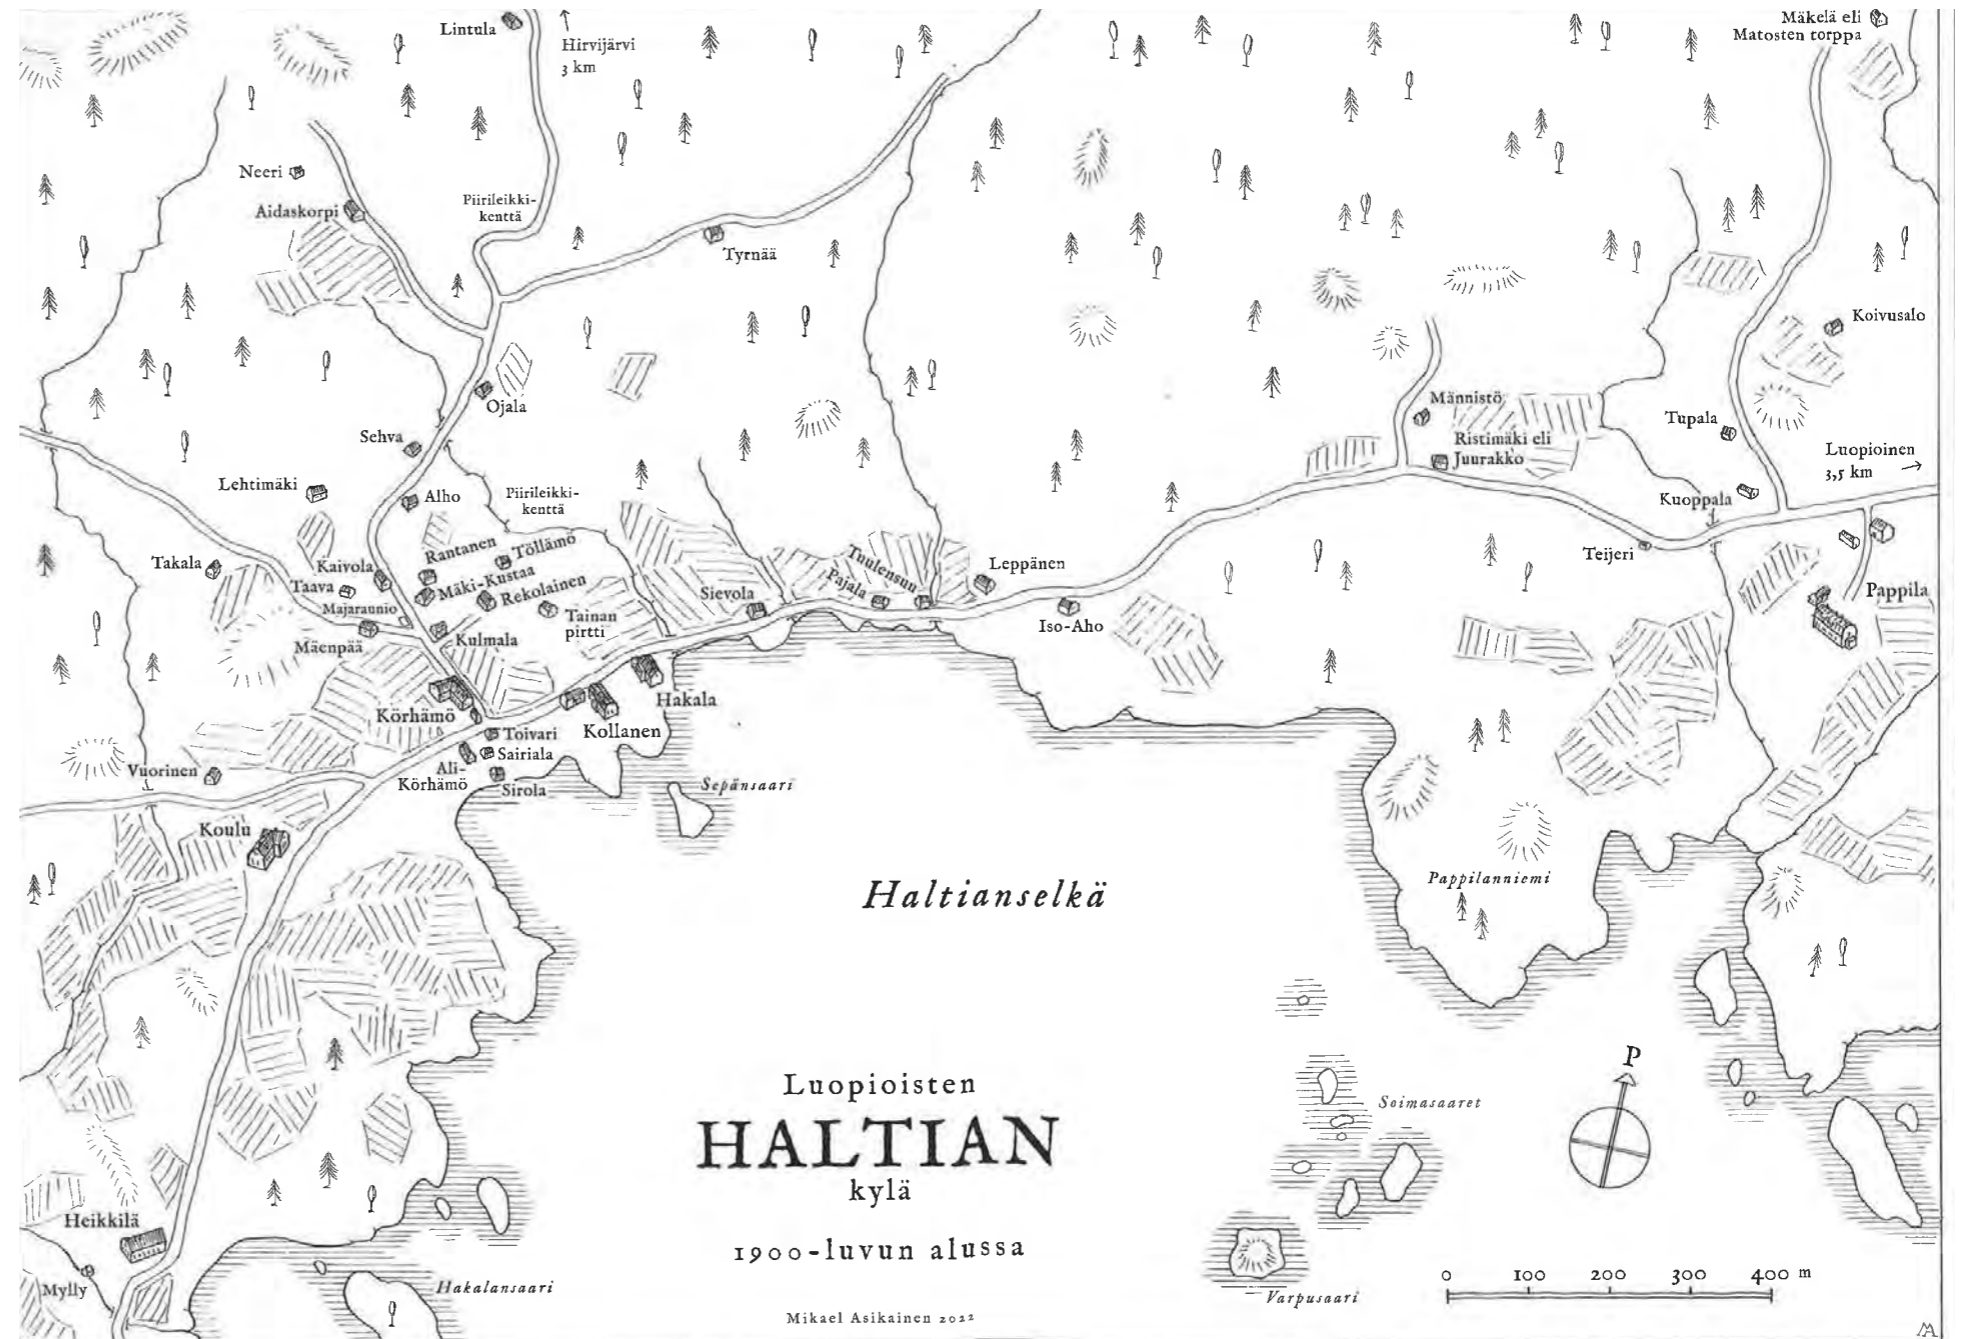 Lintula
Hirvijärvi
3 km
Mäkelä eli
Matosten torppa
Neeri
Aidaskorpi
Piirileikki-
kenttä
Tyrnää
Koivusalo
Ojala
Männistö
Sehva
Ristimäki eli
Juurakko
Tupala
Luopioinen
3,5 km
Lehtimäki
Alho
Piirileikki-
kenttä
Kuoppala
Takala
Kaivola
Rantanen
Töllämö
Taava
Mäki-Kustaa
Rekolainen
Majaraunio
Tainan
pirtti
Mäenpää
Kulmala
Sievola
Pajala
Tuulensuu
Leppänen
Iso-Aho
Teijeri
Pappila
Körhämö
Hakala
Toivari
Kollanen
Sairiala
Vuorinen
Ali-
Körhämö
Sirola
Sepänsaari
Koulu
Haltianselkä
Pappilanniemi
P
Luopioisten
HALTIAN
kylä
1900-luvun alussa
Soimasaaret
Heikkilä
Mylly
Hakalansaari
Varpusaari
0 100 200 300 400 m
Mikael Asikainen 2022
MA